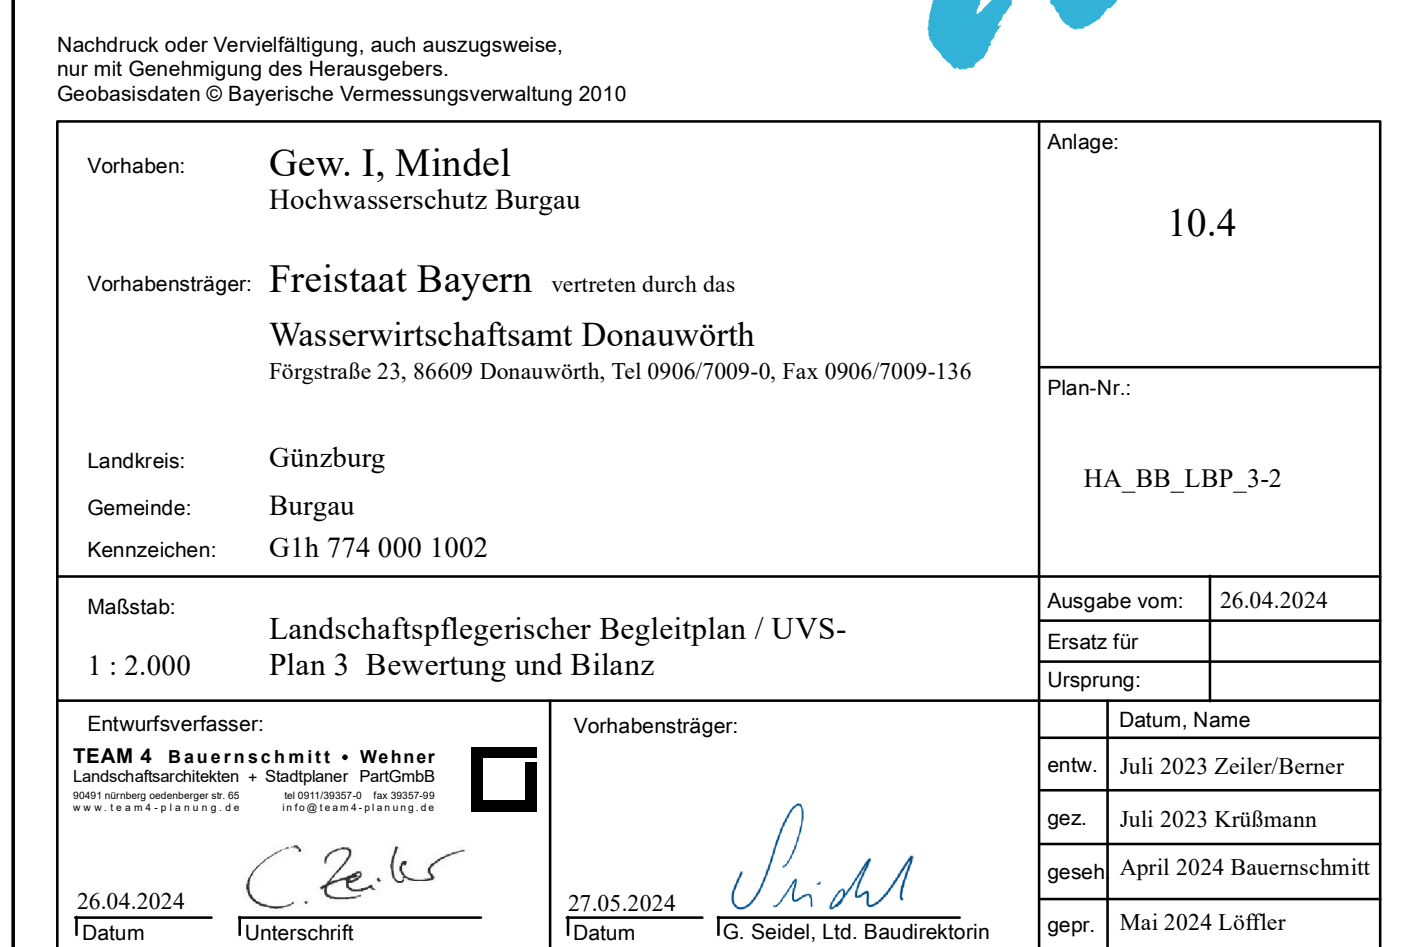 Nachdruck oder Vervielfältigung, auch auszugsweise,
nur mit Genehmigung des Herausgebers.
Geobasisdaten © Bayerische Vermessungsverwaltung 2010
Vorhaben: Gew. I, Mindel
Hochwasserschutz Burgau
Anlage:
10.4
Vorhabensträger: Freistaat Bayern vertreten durch das
Wasserwirtschaftsamt Donauwörth
Förgstraße 23, 86609 Donauwörth, Tel 0906/7009-0, Fax 0906/7009-136
Plan-Nr.:
HA_BB_LBP_3-2
Landkreis: Günzburg
Gemeinde: Burgau
Kennzeichen: G1h 774 000 1002
Maßstab:
1 : 2.000
Landschaftspflegerischer Begleitplan / UVS-
Plan 3 Bewertung und Bilanz
Ausgabe vom: 26.04.2024
Ersatz für
Ursprung:
Entwurfsverfasser:
TEAM 4 Bauernschmitt • Wehner
Landschaftsarchitekten + Stadtplaner PartGmbB
90491 nürnberg oedenberger str. 65 tel 0911/39357-0 fax 39357-99
www.team4-planung.de info@team4-planung.de
C. Zeiler
26.04.2024
Datum Unterschrift
Vorhabensträger:
Seidel
27.05.2024
Datum G. Seidel, Ltd. Baudirektorin
Datum, Name
entw. Juli 2023 Zeiler/Berner
gez. Juli 2023 Krüßmann
geseh. April 2024 Bauernschmitt
gepr. Mai 2024 Löffler